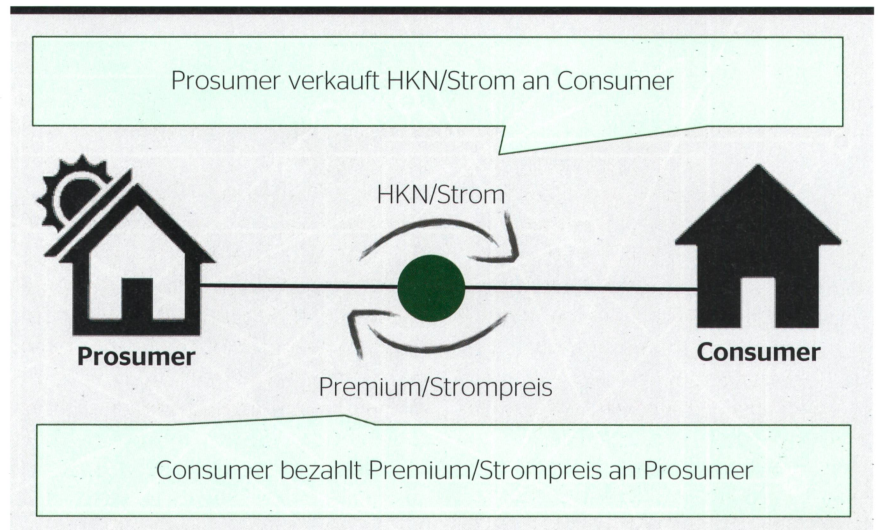 Prosumer verkauft HKN/Strom an Consumer
HKN/Strom
Prosumer
Consumer
Premium/Strompreis
Consumer bezahlt Premium/Strompreis an Prosumer